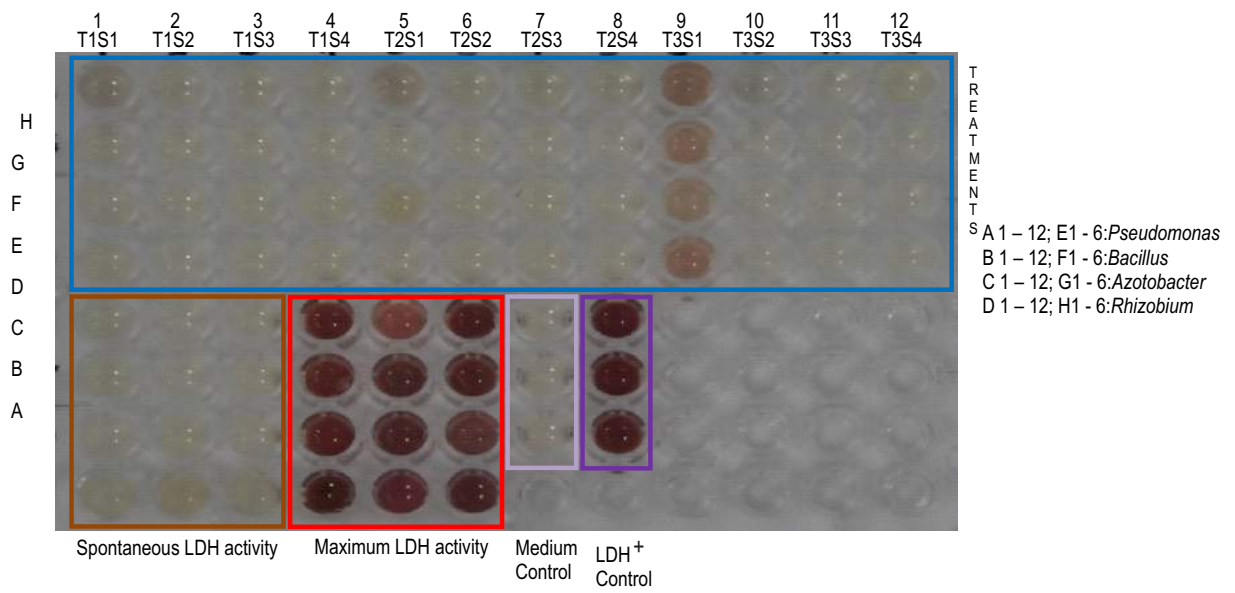 1 2 3 4 5 6 7 8 9 10 11 12
T1S1 T1S2 T1S3 T1S4 T2S1 T2S2 T2S3 T2S4 T3S1 T3S2 T3S3 T3S4
H
G
F
E
D
C
B
A
TREATMENTS
A 1 – 12; E1 - 6:Pseudomonas
B 1 – 12; F1 - 6:Bacillus
C 1 – 12; G1 - 6:Azotobacter
D 1 – 12; H1 - 6:Rhizobium
Spontaneous LDH activity
Maximum LDH activity
Medium
Control
LDH +
Control